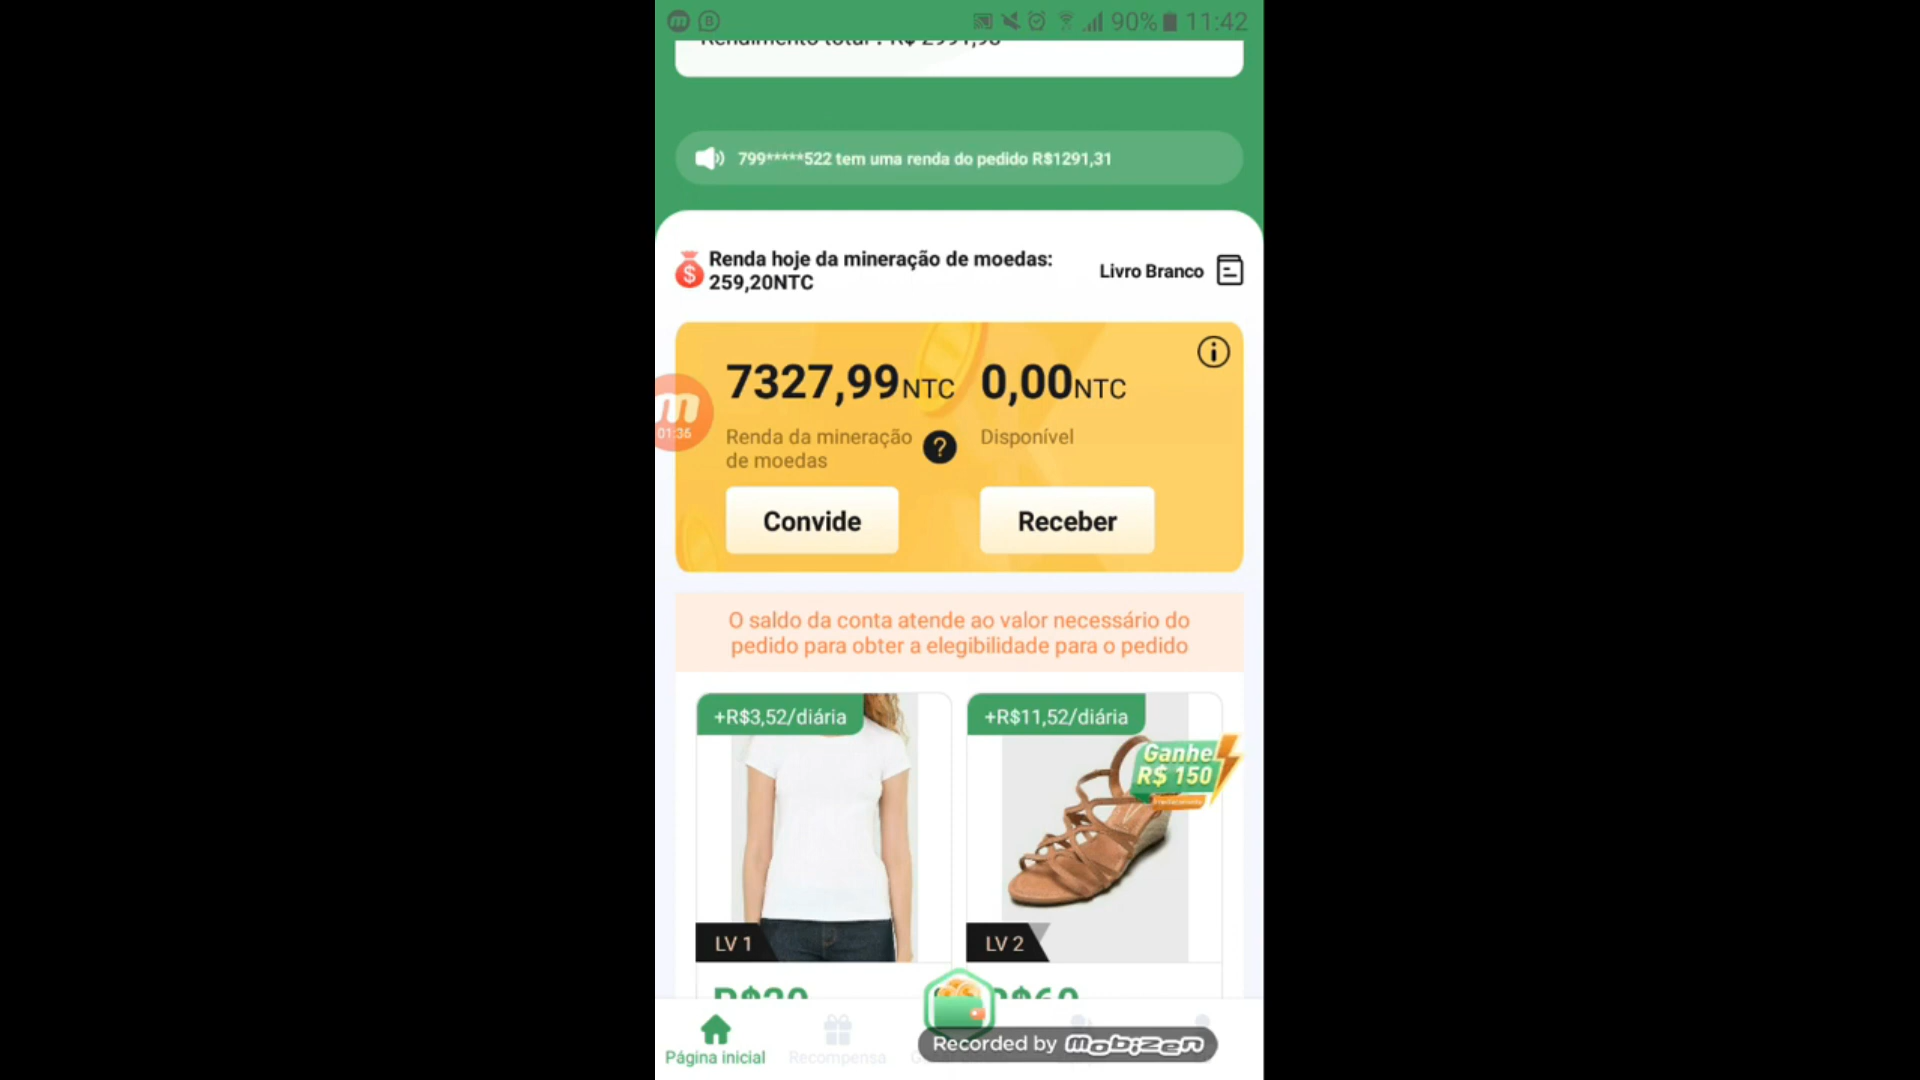 90% 11:42
Rendimento total : R$ 2991,98
799*****522 tem uma renda do pedido R$1291,31
Renda hoje da mineração de moedas:
259,20NTC
Livro Branco
7327,99NTC 0,00NTC
01:36
Renda da mineração
de moedas
?
Disponível
Convide
Receber
O saldo da conta atende ao valor necessário do
pedido para obter a elegibilidade para o pedido
+R$3,52/diária
+R$11,52/diária
Ganhe
R$ 150
LV 1
LV 2
Página inicial
Recompensa
Recorded by mobizen